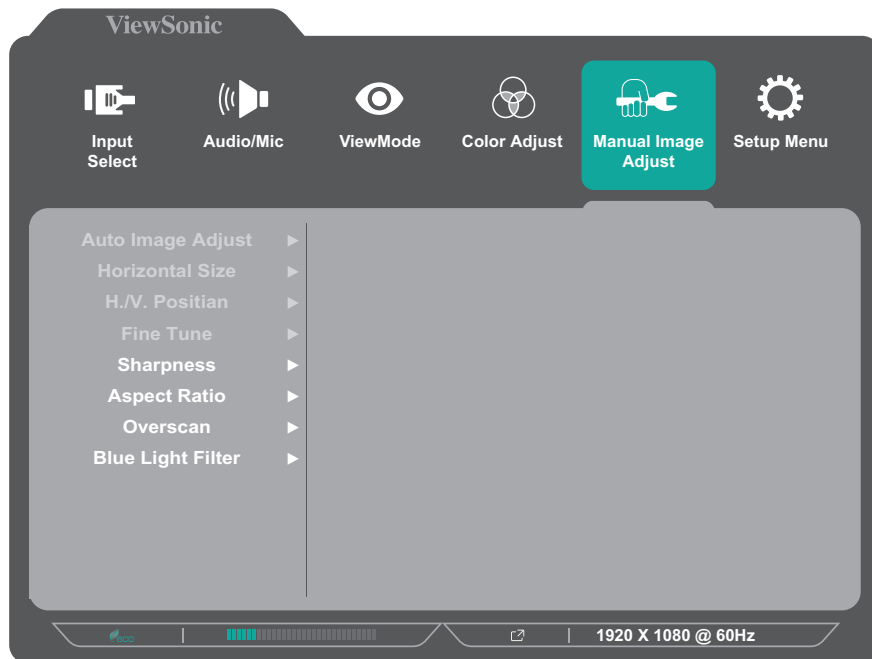 ViewSonic
Input
Select
Audio/Mic
ViewMode
Color Adjust
Manual Image
Adjust
Setup Menu
Auto Image Adjust
Horizontal Size
H./V. Positian
Fine Tune
Sharpness
Aspect Ratio
Overscan
Blue Light Filter
eco
1920 X 1080 @ 60Hz